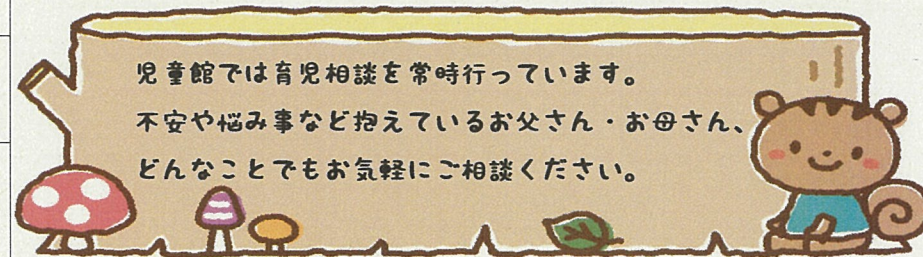 児童館では育児相談を常時行っています。
不安や悩み事など抱えているお父さん・お母さん、
どんなことでもお気軽にご相談ください。